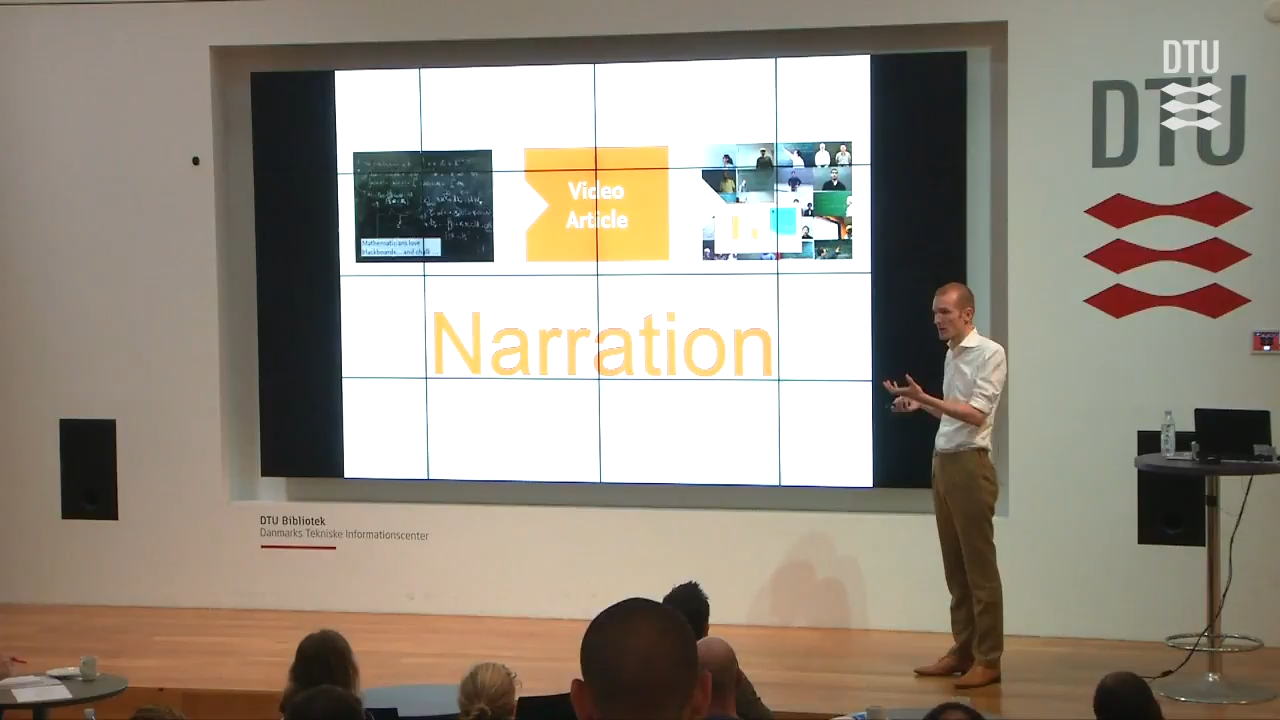 DTU
DTU
Video
Article
Mathematicians love
blackboards... and chalk ...
Narration
DTU Bibliotek
Danmarks Tekniske Informationscenter